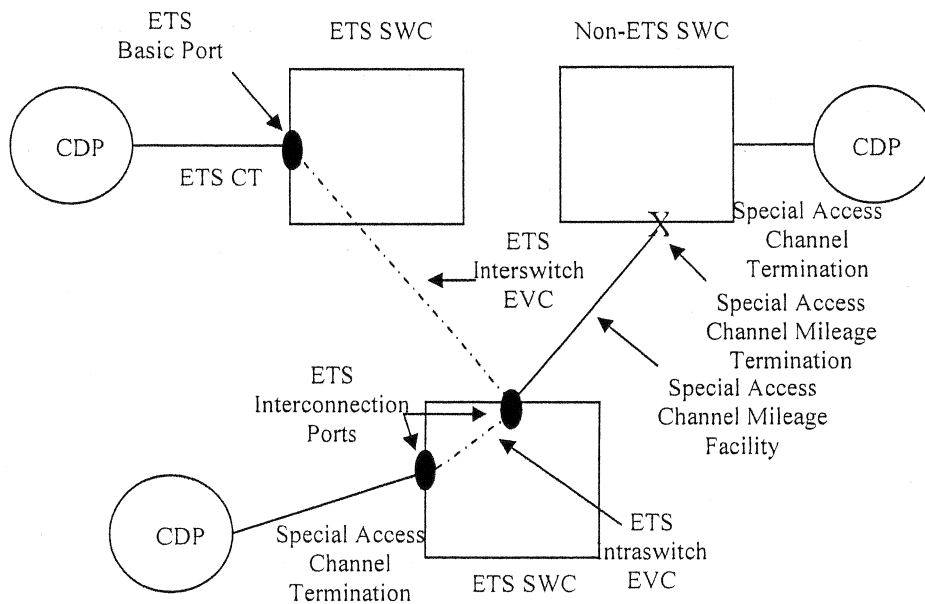 ETS
Basic Port
ETS SWC
Non-ETS SWC
CDP
CDP
ETS CT
Special Access
Channel
Termination
ETS
Interswitch
EVC
Special Access
Channel Mileage
Termination
ETS
Interconnection
Ports
Special Access
Channel Mileage
Facility
CDP
Special Access
Channel
Termination
ETS
Intraswitch
EVC
ETS SWC